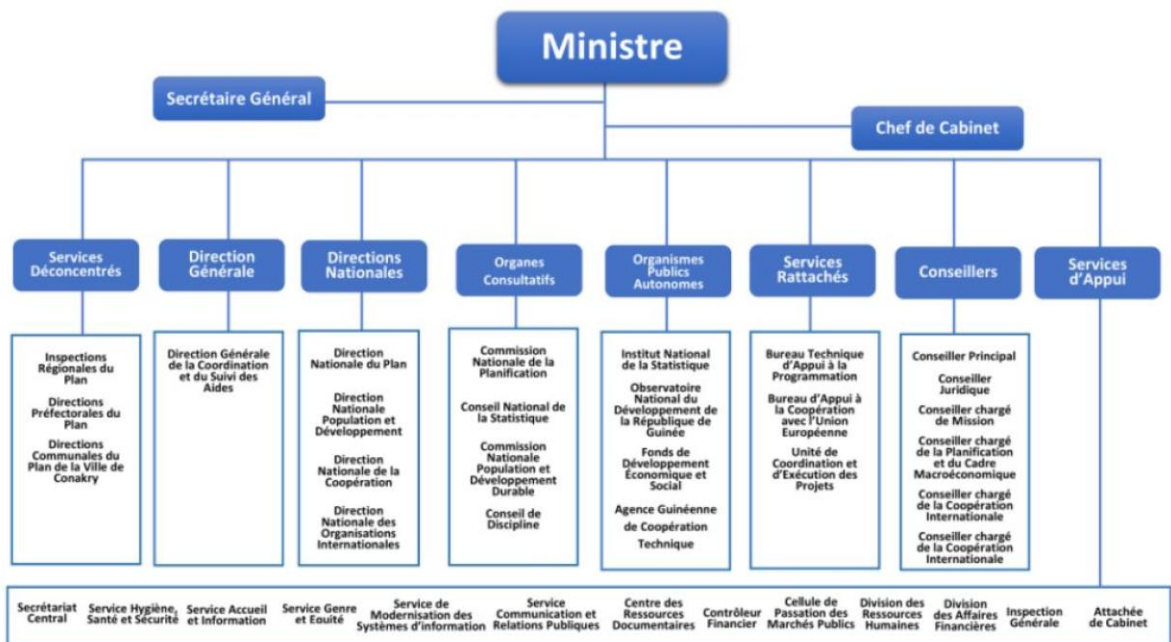 Ministre
Secrétaire Général
Chef de Cabinet
Services
Déconcentrés
Direction
Générale
Directions
Nationales
Organes
Consultatifs
Organismes
Publics
Autonomes
Services
Rattachés
Conseillers
Services
d'Appui
Inspections
Régionales du
Plan
Directions
Préfectorales du
Plan
Directions
Communales du
Plan de la Ville de
Conakry
Direction Générale
de la Coordination
et du Suivi des
Aides
Direction
Nationale du Plan
Direction
Nationale
Population et
Développement
Direction
Nationale de la
Coopération
Direction
Nationale des
Organisations
Internationales
Commission
Nationale de la
Planification
Conseil National de
la Statistique
Commission
Nationale
Population et
Développement
Durable
Conseil de
Discipline
Institut National
de la Statistique
Observatoire
National du
Développement de
la République de
Guinée
Fonds de
Développement
Économique et
Social
Agence Guinéenne
de Coopération
Technique
Bureau Technique
d'Appui à la
Programmation
Bureau d'Appui à
la Coopération
avec l'Union
Européenne
Unité de
Coordination et
d'Exécution des
Projets
Conseiller Principal
Conseiller
Juridique
Conseiller chargé
de Mission
Conseiller chargé
de la Planification
et du Cadre
Macroéconomique
Conseiller chargé
de la Coopération
Internationale
Conseiller chargé
de la Coopération
Internationale
Secrétariat
Central
Service Hygiène,
Santé et Sécurité
Service Accueil
et Information
Service Genre
et Equité
Service de
Modernisation des
Systèmes d'information
Service
Communication et
Relations Publiques
Centre des
Ressources
Documentaires
Contrôleur
Financier
Cellule de
Passation des
Marchés Publics
Division des
Ressources
Humaines
Division
des Affaires
Financières
Inspection
Générale
Attachée
de Cabinet